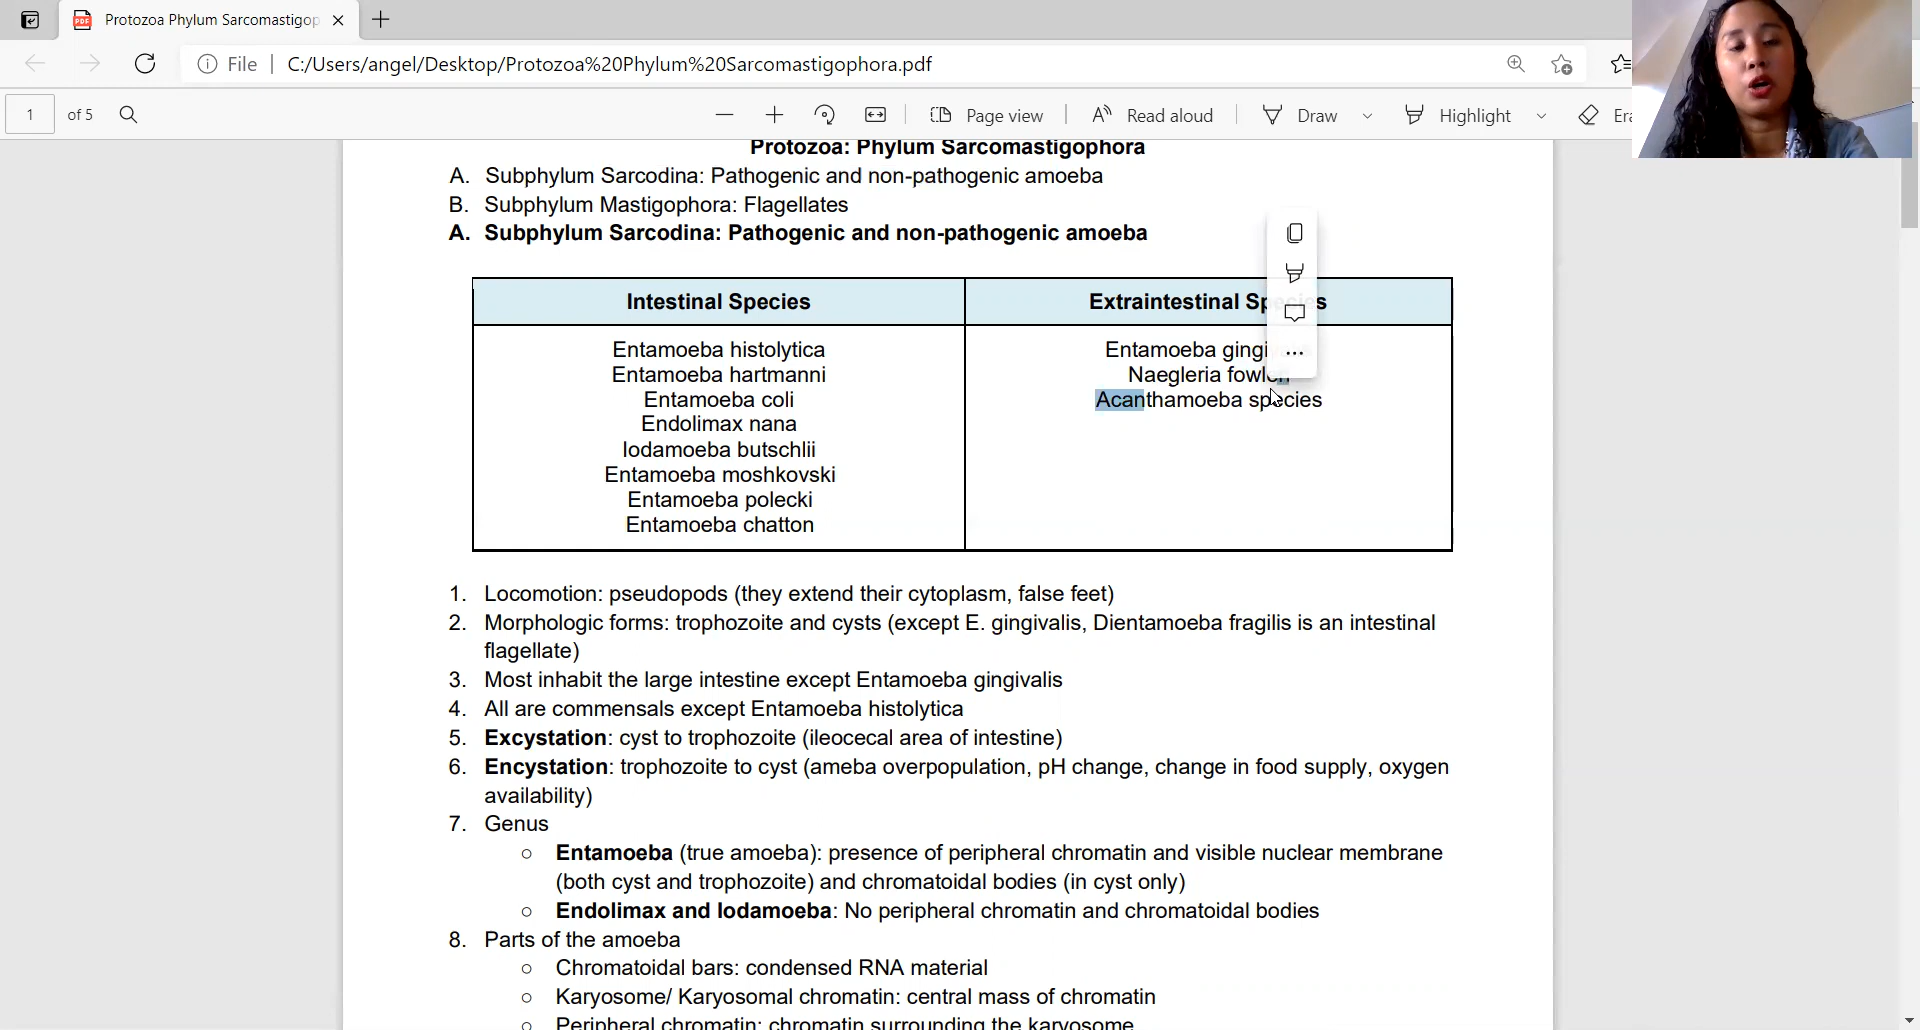 Protozoa Phylum Sarcomastigop
File
C:/Users/angel/Desktop/Protozoa%20Phylum%20Sarcomastigophora.pdf
1 of 5
Page view
Read aloud
Draw
Highlight
Protozoa: Phylum Sarcomastigophora
A. Subphylum Sarcodina: Pathogenic and non-pathogenic amoeba
B. Subphylum Mastigophora: Flagellates
A. Subphylum Sarcodina: Pathogenic and non-pathogenic amoeba
Intestinal Species
Entamoeba histolytica
Entamoeba hartmanni
Entamoeba coli
Endolimax nana
Iodamoeba butschlii
Entamoeba moshkovski
Entamoeba polecki
Entamoeba chatton
Extraintestinal Species
Entamoeba
Naegleria fowleri
Acanthamoeba species
1. Locomotion: pseudopods (they extend their cytoplasm, false feet)
2. Morphologic forms: trophozoite and cysts (except E. gingivalis, Dientamoeba fragilis is an intestinal
flagellate)
3. Most inhabit the large intestine except Entamoeba gingivalis
4. All are commensals except Entamoeba histolytica
5. Excystation: cyst to trophozoite (ileocecal area of intestine)
6. Encystation: trophozoite to cyst (ameba overpopulation, pH change, change in food supply, oxygen
availability)
7. Genus
o Entamoeba (true amoeba): presence of peripheral chromatin and visible nuclear membrane
(both cyst and trophozoite) and chromatoidal bodies (in cyst only)
o Endolimax and Iodamoeba: No peripheral chromatin and chromatoidal bodies
8. Parts of the amoeba
o Chromatoidal bars: condensed RNA material
o Karyosome/ Karyosomal chromatin: central mass of chromatin
o Peripheral chromatin: chromatin surrounding the karyosome